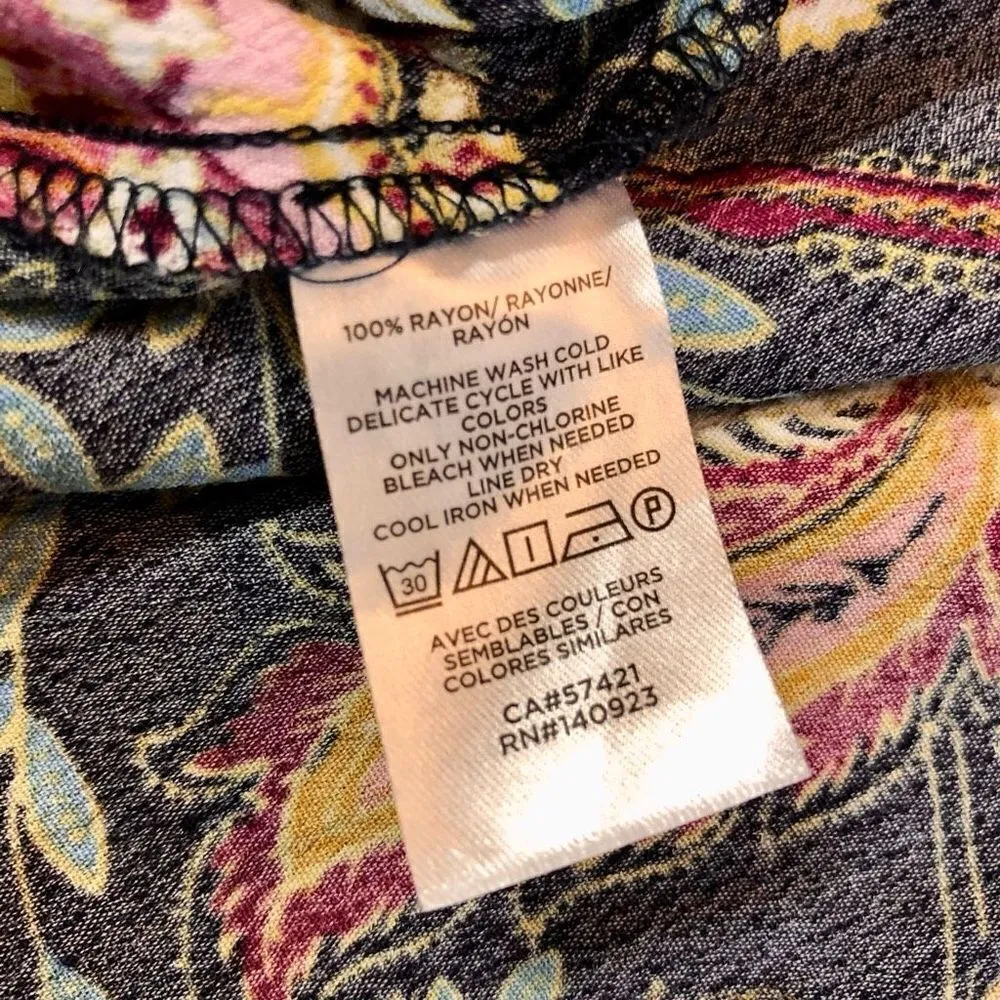 100% RAYON/ RAYONNE/
RAYÓN
MACHINE WASH COLD
DELICATE CYCLE WITH LIKE
COLORS
ONLY NON-CHLORINE
BLEACH WHEN NEEDED
LINE DRY
COOL IRON WHEN NEEDED
30 P
AVEC DES COULEURS
SEMBLABLES / CON
COLORES SIMILARES
CA#57421
RN#140923